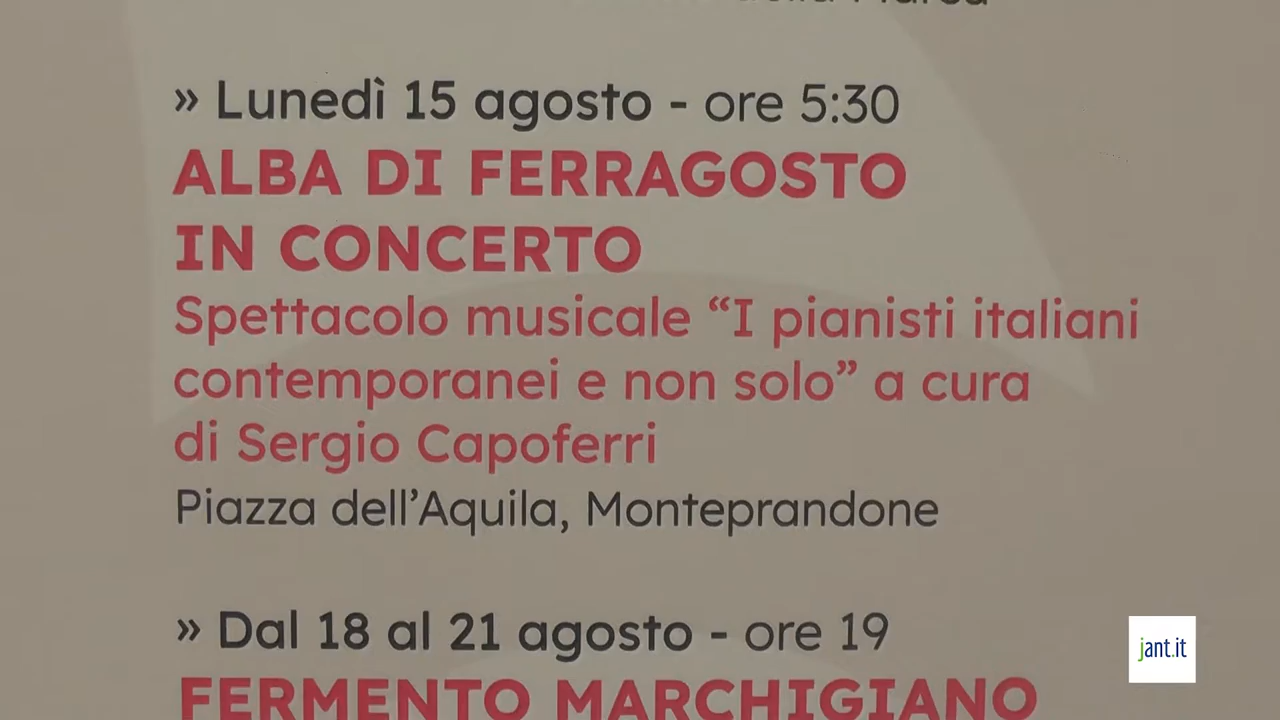 » Lunedì 15 agosto - ore 5:30
ALBA DI FERRAGOSTO
IN CONCERTO
Spettacolo musicale “I pianisti italiani
contemporanei e non solo” a cura
di Sergio Capoferri
Piazza dell’Aquila, Monteprandone
» Dal 18 al 21 agosto - ore 19
FERMENTO MARCHIGIANO
jant.it